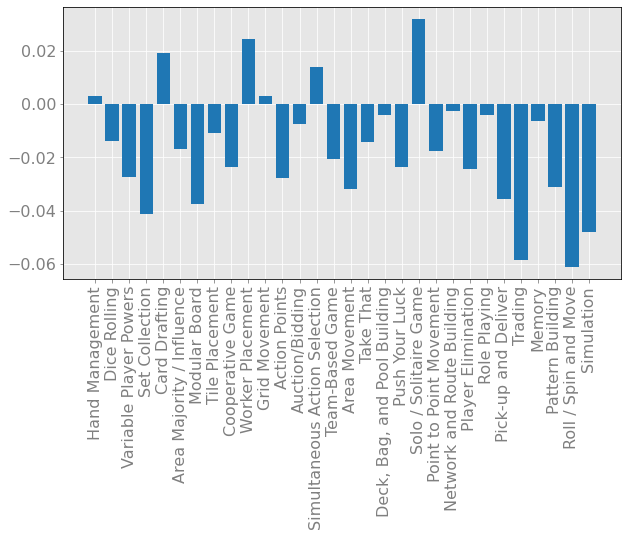 0.02
0.00
−0.02
−0.04
−0.06
Hand Management
Dice Rolling
Variable Player Powers
Set Collection
Card Drafting
Area Majority / Influence
Modular Board
Tile Placement
Cooperative Game
Worker Placement
Grid Movement
Action Points
Auction/Bidding
Simultaneous Action Selection
Team-Based Game
Area Movement
Take That
Deck, Bag, and Pool Building
Push Your Luck
Solo / Solitaire Game
Point to Point Movement
Network and Route Building
Player Elimination
Role Playing
Pick-up and Deliver
Trading
Memory
Pattern Building
Roll / Spin and Move
Simulation